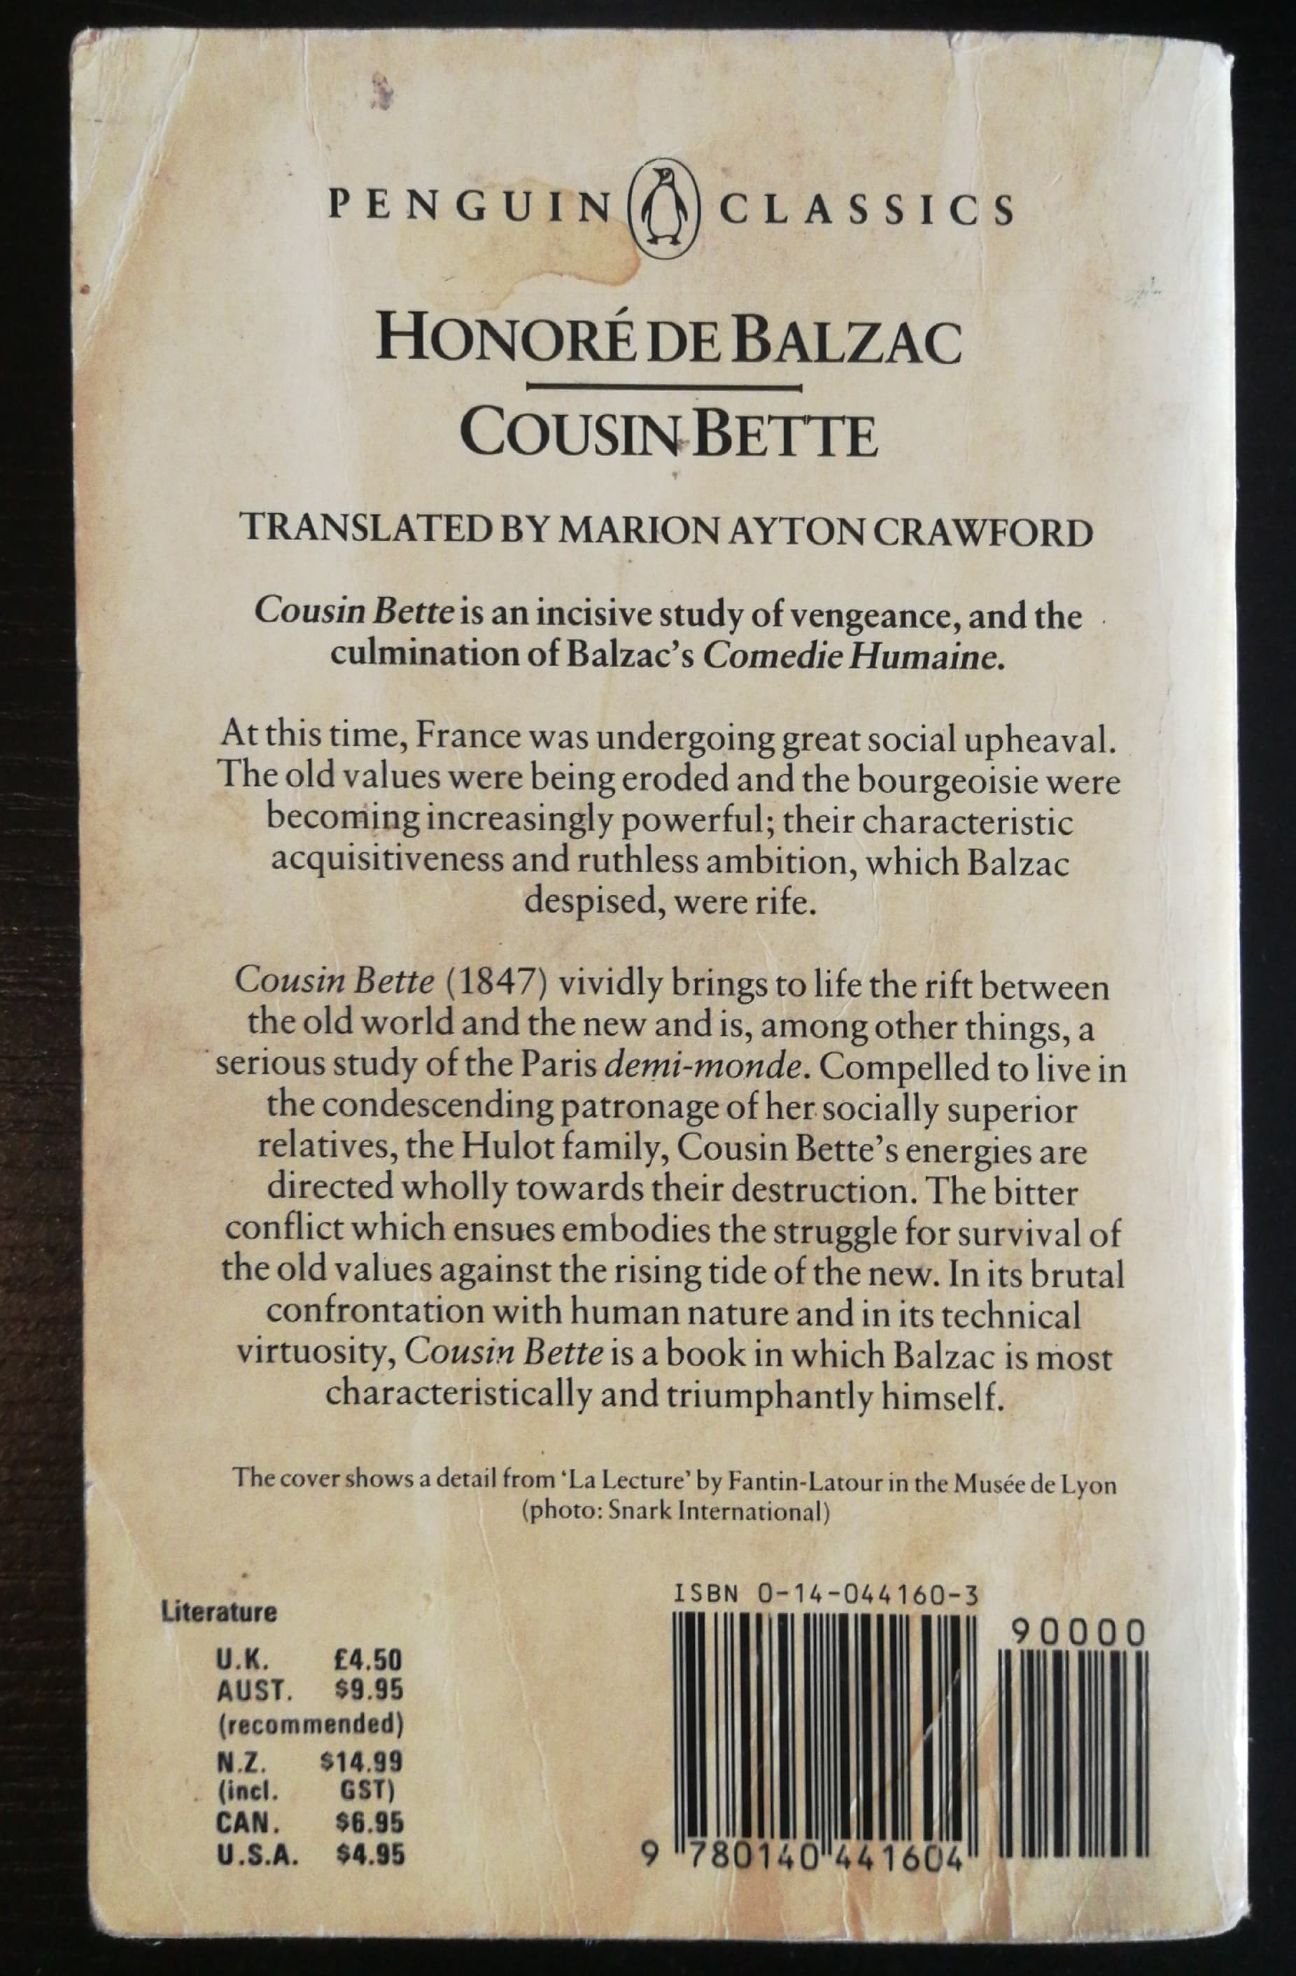 PENGUIN CLASSICS
HONORÉ DE BALZAC
COUSIN BETTE
TRANSLATED BY MARION AYTON CRAWFORD
Cousin Bette is an incisive study of vengeance, and the
culmination of Balzac's Comedie Humaine.
At this time, France was undergoing great social upheaval.
The old values were being eroded and the bourgeoisie were
becoming increasingly powerful; their characteristic
acquisitiveness and ruthless ambition, which Balzac
despised, were rife.
Cousin Bette (1847) vividly brings to life the rift between
the old world and the new and is, among other things, a
serious study of the Paris demi-monde. Compelled to live in
the condescending patronage of her socially superior
relatives, the Hulot family, Cousin Bette's energies are
directed wholly towards their destruction. The bitter
conflict which ensues embodies the struggle for survival of
the old values against the rising tide of the new. In its brutal
confrontation with human nature and in its technical
virtuosity, Cousin Bette is a book in which Balzac is most
characteristically and triumphantly himself.
The cover shows a detail from 'La Lecture' by Fantin-Latour in the Musée de Lyon
(photo: Snark International)
Literature
U.K. £4.50
AUST. $9.95
(recommended)
N.Z. $14.99
(incl. GST)
CAN. $6.95
U.S.A. $4.95
ISBN 0-14-044160-3
90000
9 780140 441604